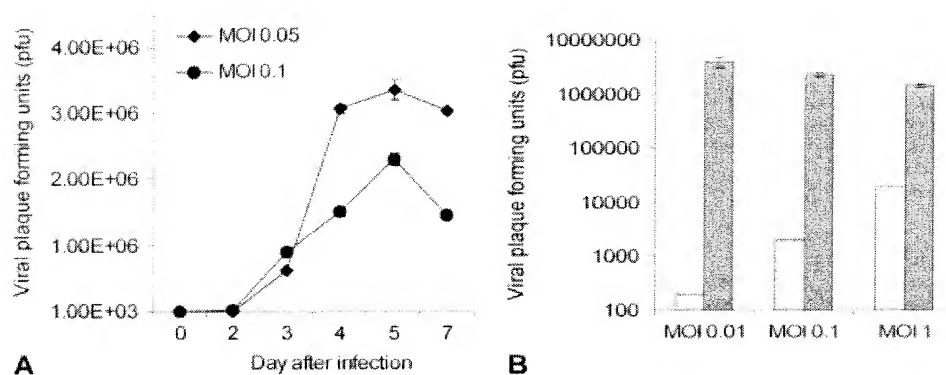 Viral plaque forming units (pfu)
4.00E+06
3.00E+06
2.00E+06
1.00E+06
1.00E+03
MOI 0.05
MOI 0.1
0 2 3 4 5 7
Day after infection
A
Viral plaque forming units (pfu)
10000000
1000000
100000
10000
1000
100
MOI 0.01 MOI 0.1 MOI 1
B